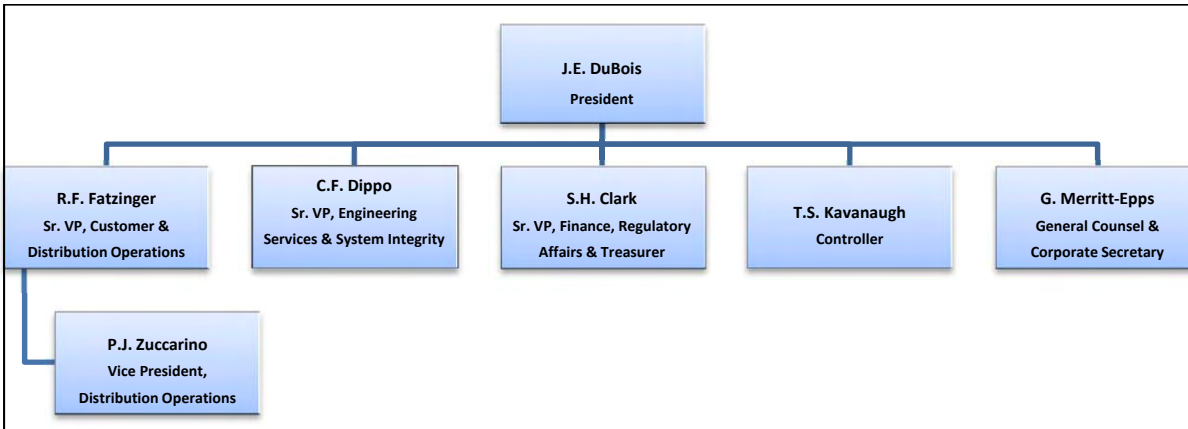 J.E. DuBois
President
R.F. Fatzinger
Sr. VP, Customer &
Distribution Operations
C.F. Dippo
Sr. VP, Engineering
Services & System Integrity
S.H. Clark
Sr. VP, Finance, Regulatory
Affairs & Treasurer
T.S. Kavanaugh
Controller
G. Merritt-Epps
General Counsel &
Corporate Secretary
P.J. Zuccarino
Vice President,
Distribution Operations